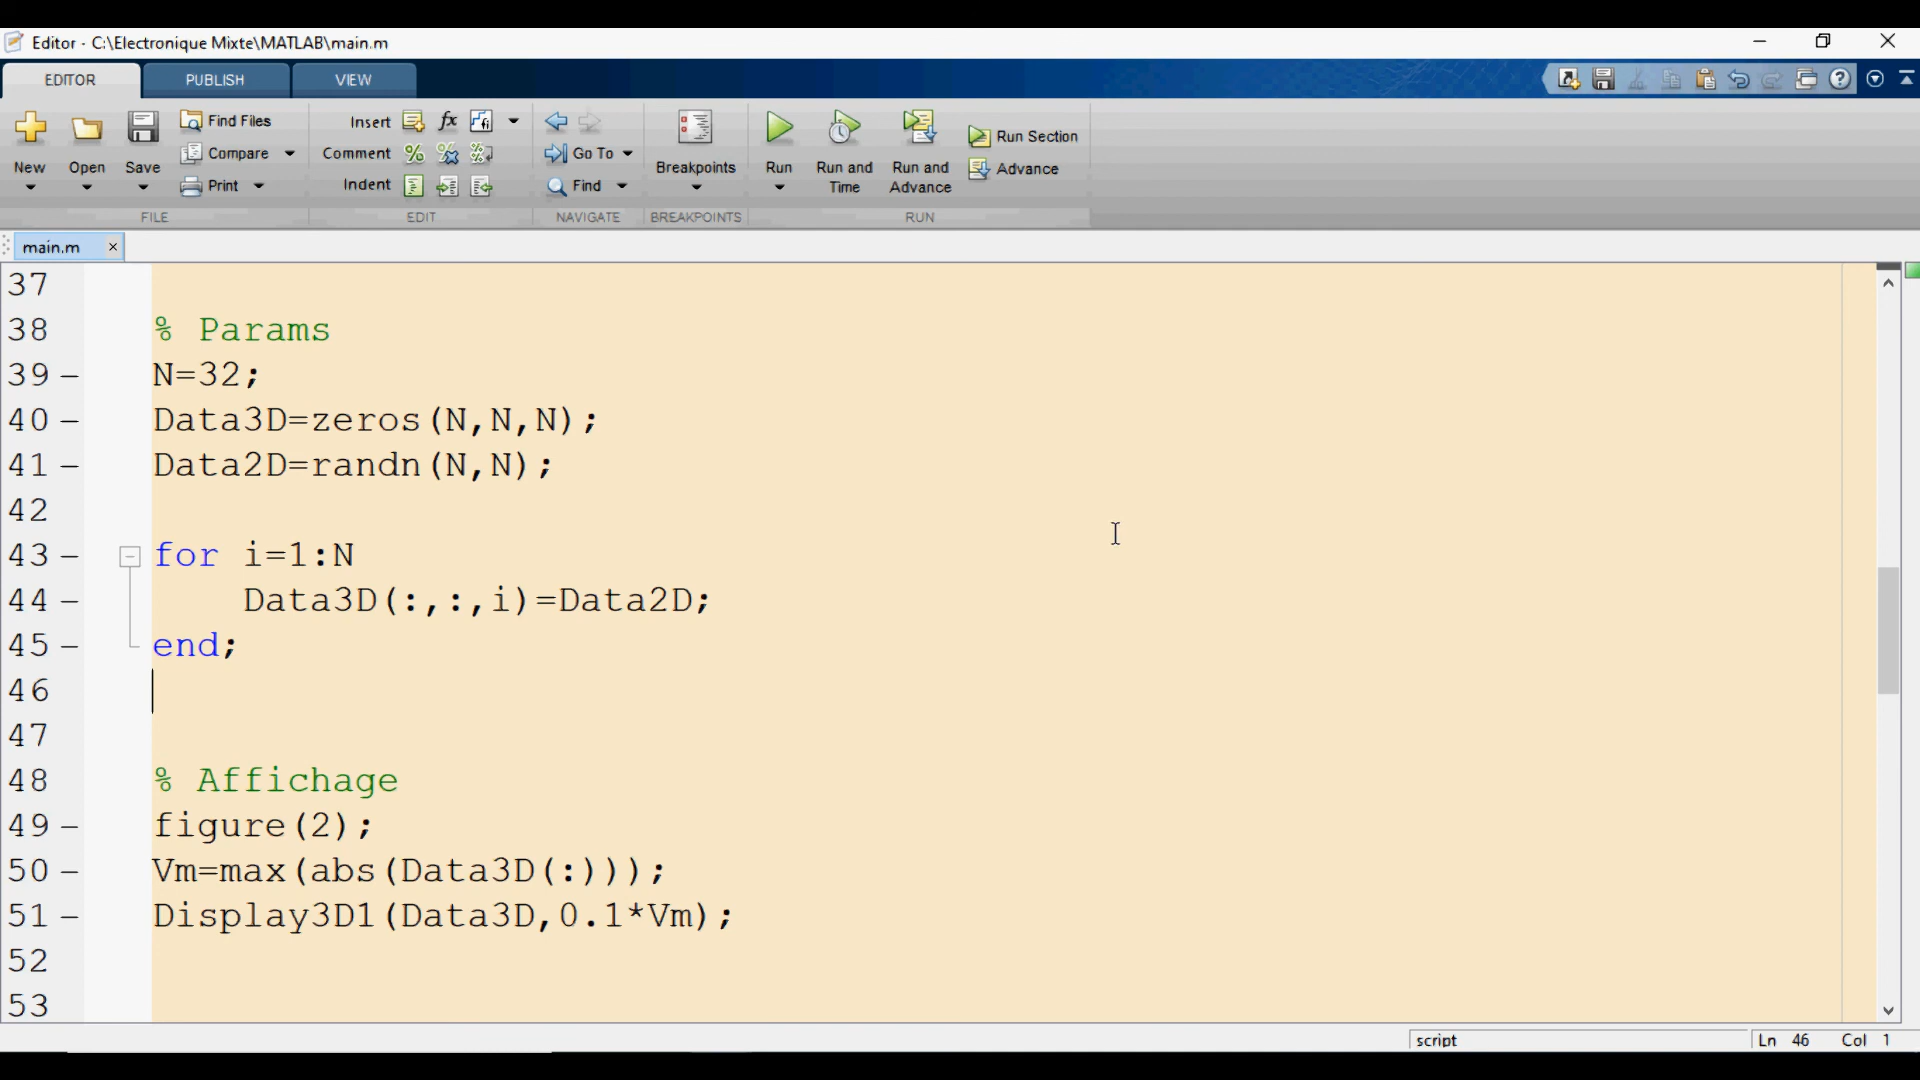 Editor - C:\Electronique Mixte\MATLAB\main.m
EDITOR PUBLISH VIEW
New
Open
Save
Find Files
Compare
Print
FILE
Insert fx fi
Comment % % %
Indent
EDIT
Go To
Find
NAVIGATE
Breakpoints
BREAKPOINTS
Run
Run and
Time
Run and
Advance
Run Section
Advance
RUN
main.m ×
37
38 % Params
39 – N=32;
40 – Data3D=zeros(N,N,N);
41 – Data2D=randn(N,N);
42
43 – for i=1:N
44 – Data3D(:,:,i)=Data2D;
45 – end;
46
47
48 % Affichage
49 – figure(2);
50 – Vm=max(abs(Data3D(:)));
51 – Display3D1(Data3D,0.1*Vm);
52
53
script Ln 46 Col 1